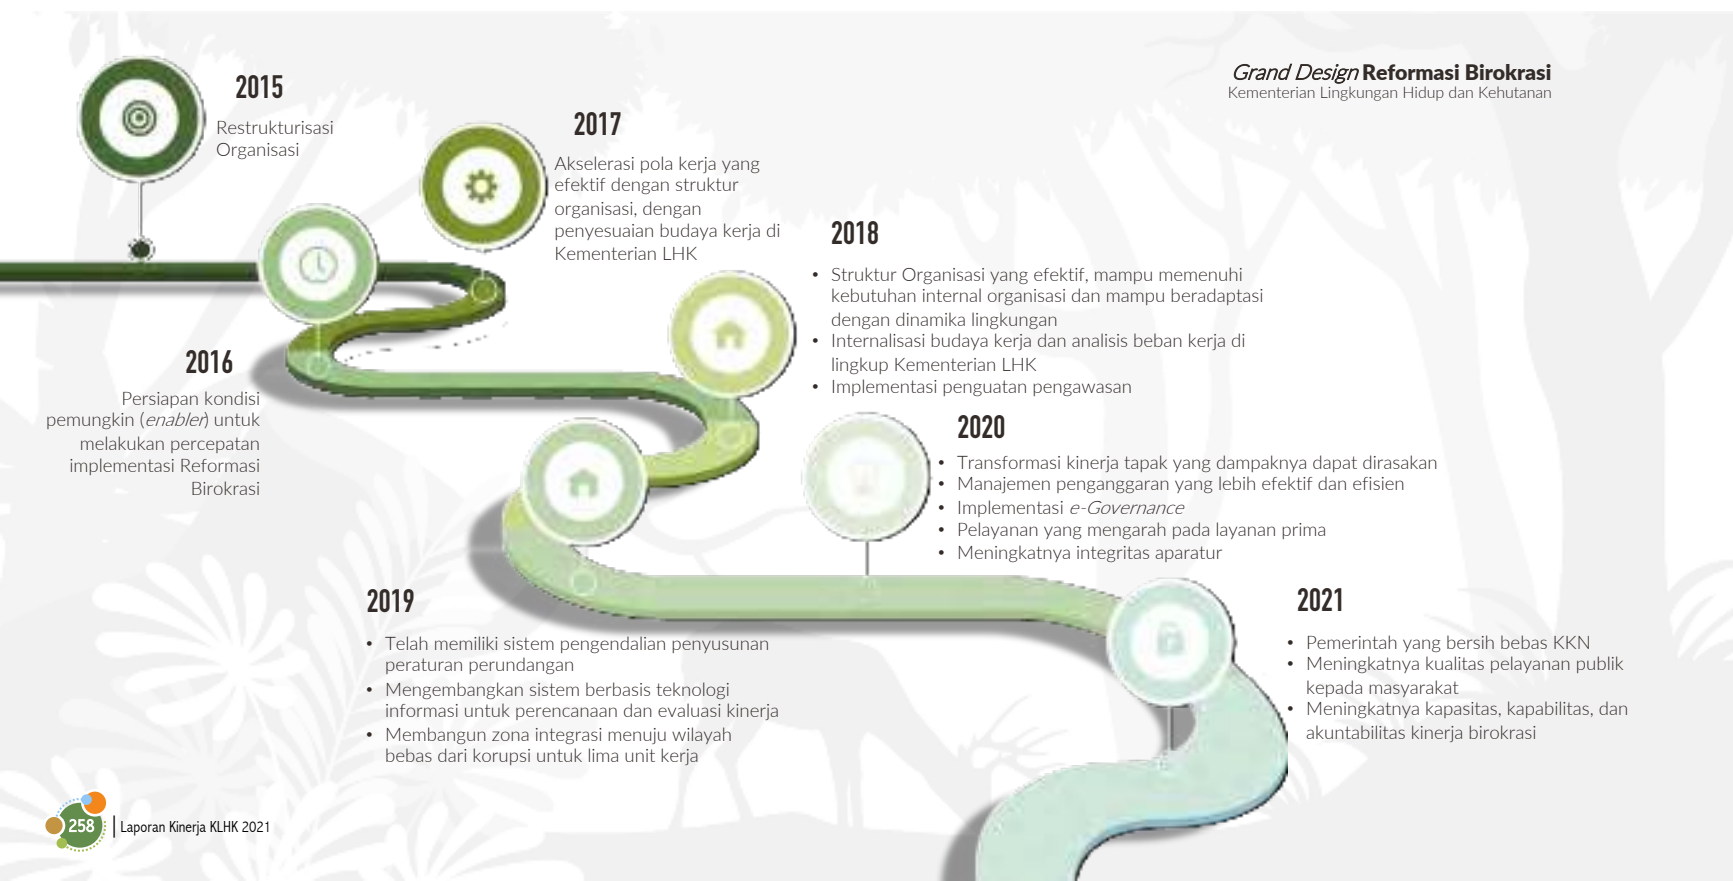 Grand Design Reformasi Birokrasi
Kementerian Lingkungan Hidup dan Kehutanan
2015
Restrukturisasi
Organisasi
2016
Persiapan kondisi
pemungkin (enabler) untuk
melakukan percepatan
implementasi Reformasi
Birokrasi
2017
Akselerasi pola kerja yang
efektif dengan struktur
organisasi, dengan
penyesuaian budaya kerja di
Kementerian LHK
2018
• Struktur Organisasi yang efektif, mampu memenuhi
kebutuhan internal organisasi dan mampu beradaptasi
dengan dinamika lingkungan
• Internalisasi budaya kerja dan analisis beban kerja di
lingkup Kementerian LHK
• Implementasi penguatan pengawasan
2019
• Telah memiliki sistem pengendalian penyusunan
peraturan perundangan
• Mengembangkan sistem berbasis teknologi
informasi untuk perencanaan dan evaluasi kinerja
• Membangun zona integrasi menuju wilayah
bebas dari korupsi untuk lima unit kerja
2020
• Transformasi kinerja tapak yang dampaknya dapat dirasakan
• Manajemen penganggaran yang lebih efektif dan efisien
• Implementasi e-Governance
• Pelayanan yang mengarah pada layanan prima
• Meningkatnya integritas aparatur
2021
• Pemerintah yang bersih bebas KKN
• Meningkatnya kualitas pelayanan publik
kepada masyarakat
• Meningkatnya kapasitas, kapabilitas, dan
akuntabilitas kinerja birokrasi
258 | Laporan Kinerja KLHK 2021